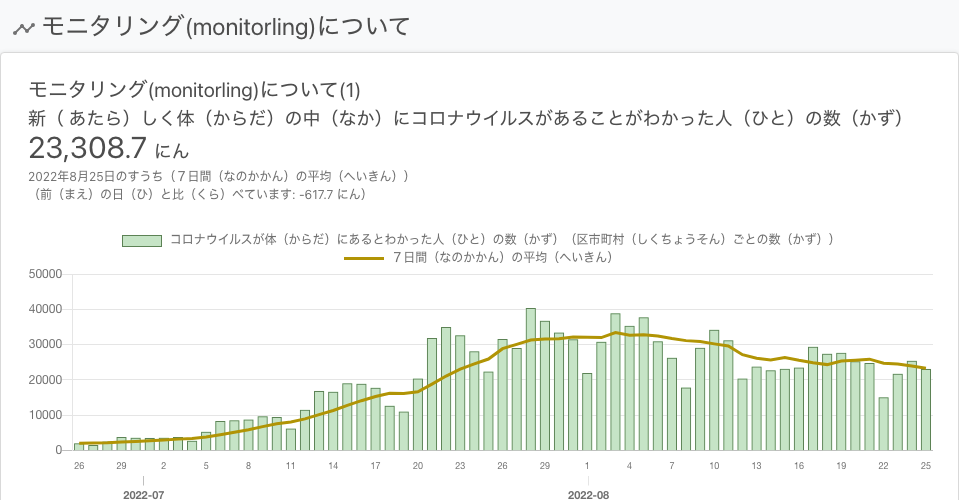 モニタリング(monitorling)について
モニタリング(monitorling)について(1)
新（ あたら）しく体（からだ）の中（なか）にコロナウイルスがあることがわかった人（ひと）の数（かず）
23,308.7 にん
2022年8月25日のすうち（７日間（なのかかん）の平均（へいきん））
（前（まえ）の日（ひ）と比（くら）べています: -617.7 にん）
コロナウイルスが体（からだ）にあるとわかった人（ひと）の数（かず）（区市町村（しくちょうそん）ごとの数（かず））
７日間（なのかかん）の平均（へいきん）
50000
40000
30000
20000
10000
0
26 29 2 5 8 11 14 17 20 23 26 29 1 4 7 10 13 16 19 22 25
2022-07 2022-08